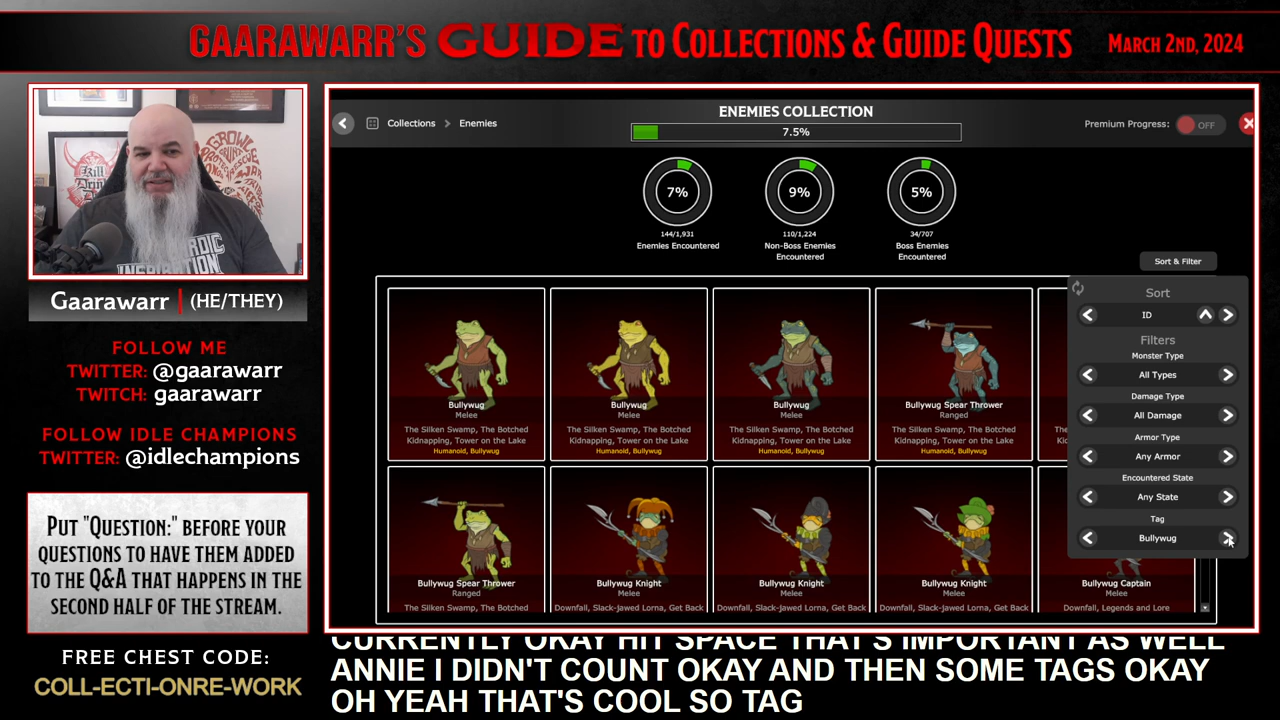 GAARAWARR'S GUIDE TO COLLECTIONS & GUIDE QUESTS
MARCH 2ND, 2024
Gaarawarr | (HE/THEY)
FOLLOW ME
TWITTER: @gaarawarr
TWITCH: gaarawarr
FOLLOW IDLE CHAMPIONS
TWITTER: @idlechampions
PUT "QUESTION:" BEFORE YOUR
QUESTIONS TO HAVE THEM ADDED
TO THE Q&A THAT HAPPENS IN THE
SECOND HALF OF THE STREAM.
FREE CHEST CODE:
COLL-ECTI-ONRE-WORK
Collections > Enemies
ENEMIES COLLECTION
7.5%
Premium Progress: OFF
7%
144/1,931
Enemies Encountered
9%
110/1,224
Non-Boss Enemies
Encountered
5%
34/707
Boss Enemies
Encountered
Sort & Filter
Sort
ID
Filters
Monster Type
All Types
Damage Type
All Damage
Armor Type
Any Armor
Encountered State
Any State
Tag
Bullywug
Bullywug
Melee
The Silken Swamp, The Botched
Kidnapping, Tower on the Lake
Humanoid, Bullywug
Bullywug
Melee
The Silken Swamp, The Botched
Kidnapping, Tower on the Lake
Humanoid, Bullywug
Bullywug
Melee
The Silken Swamp, The Botched
Kidnapping, Tower on the Lake
Humanoid, Bullywug
Bullywug Spear Thrower
Ranged
The Silken Swamp, The Botched
Kidnapping, Tower on the Lake
Humanoid, Bullywug
Bullywug Spear Thrower
Ranged
The Silken Swamp, The Botched
Bullywug Knight
Melee
Downfall, Slack-jawed Lorna, Get Back
Bullywug Knight
Melee
Downfall, Slack-jawed Lorna, Get Back
Bullywug Knight
Melee
Downfall, Slack-jawed Lorna, Get Back
Bullywug Captain
Melee
Downfall, Legends and Lore
CURRENTLY OKAY HIT SPACE THAT'S IMPORTANT AS WELL
ANNIE I DIDN'T COUNT OKAY AND THEN SOME TAGS OKAY
OH YEAH THAT'S COOL SO TAG